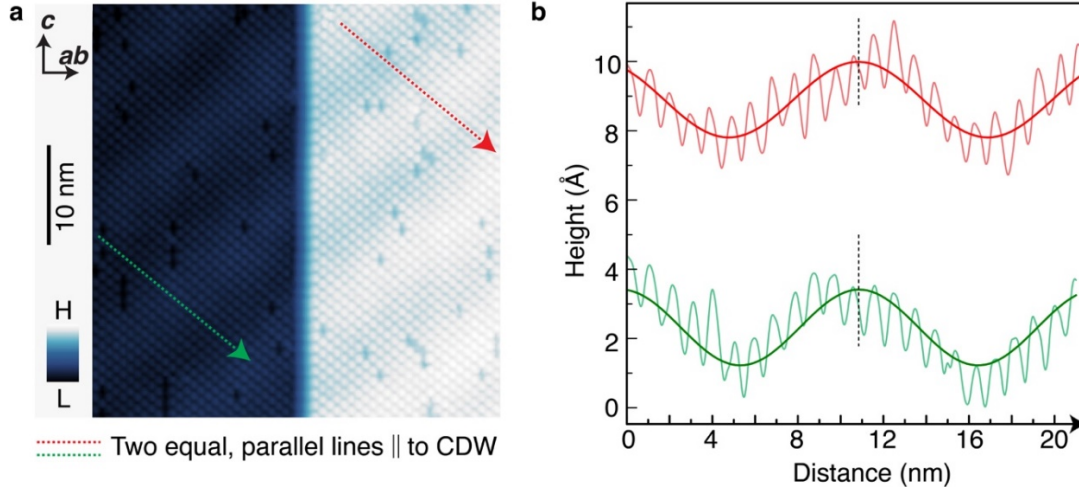 a
c
ab
10 nm
H
L
Two equal, parallel lines || to CDW
b
Height (Å)
10
8
6
4
2
0
0 4 8 12 16 20
Distance (nm)